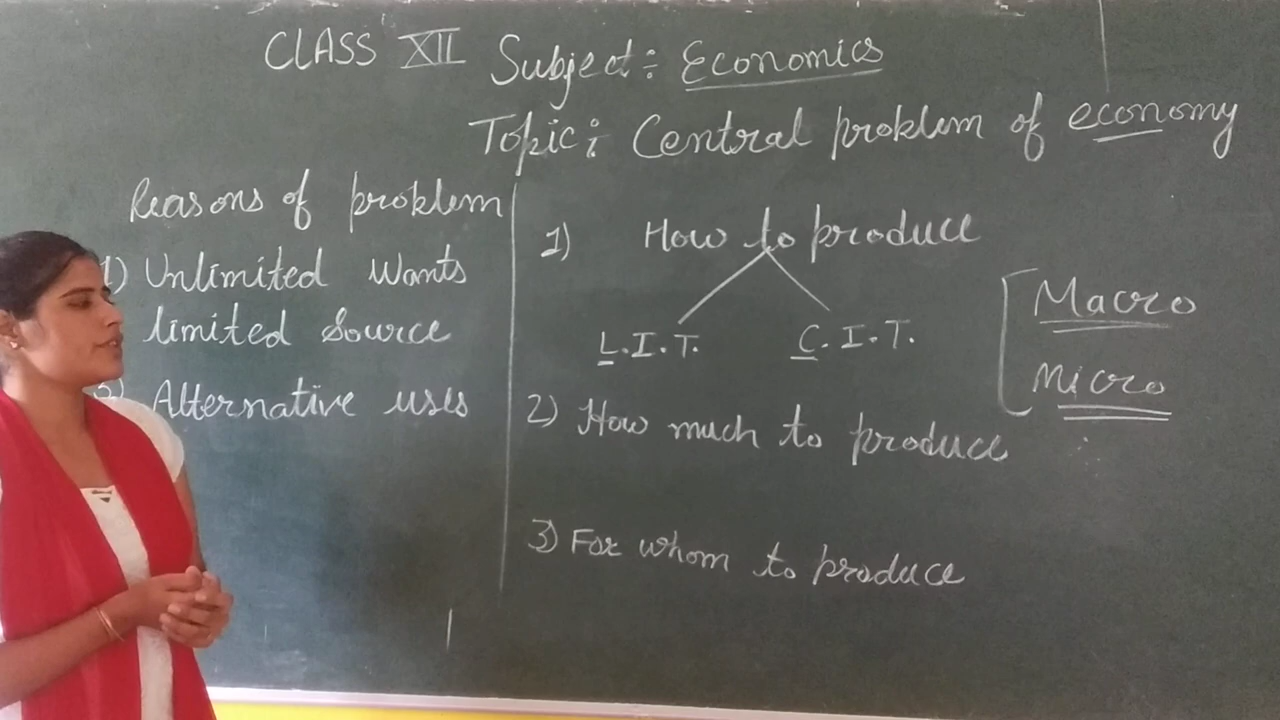 CLASS XII Subject: Economics
Topic: Central problem of economy
Reasons of problem
1) Unlimited Wants
limited Source
3) Alternative uses
1) How to produce
L.I.T. C.I.T.
2) How much to produce
3) For whom to produce
Macro
Micro